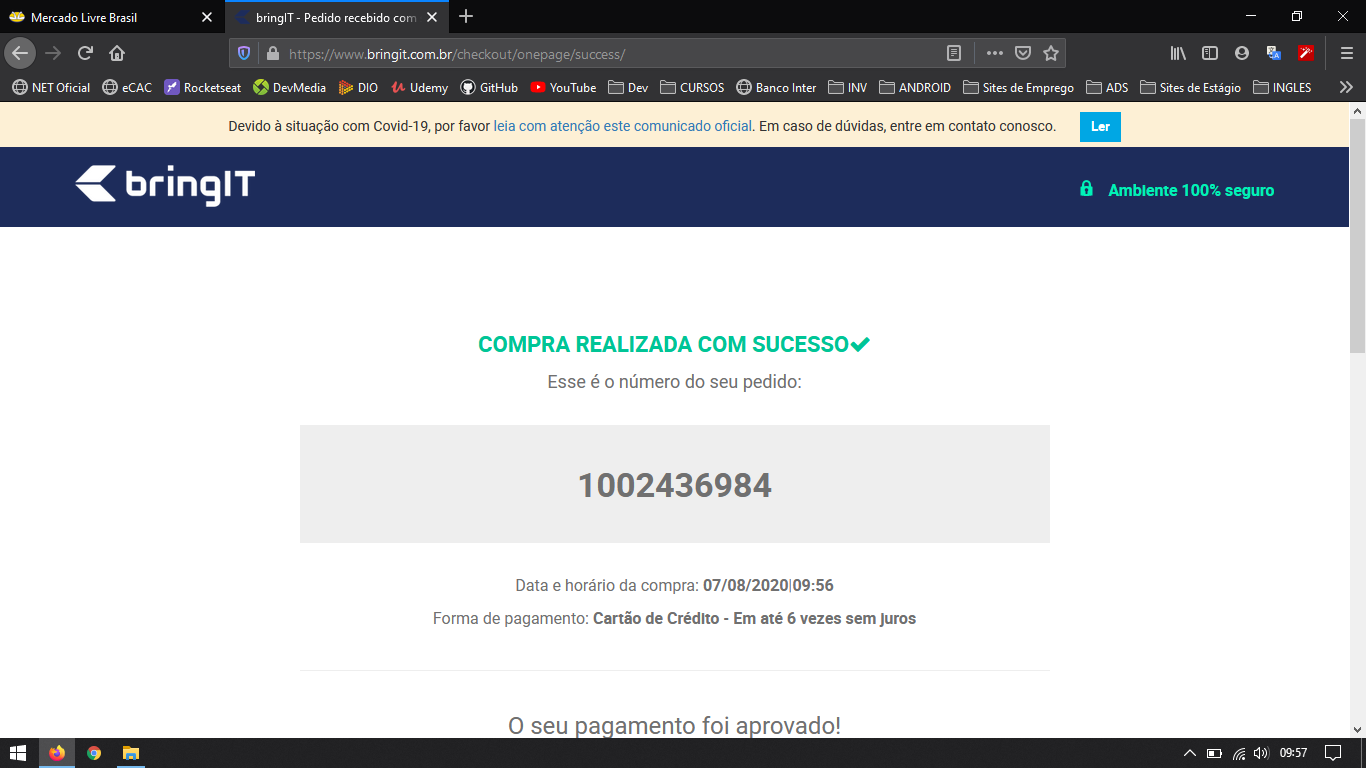 Mercado Livre Brasil
bringIT - Pedido recebido com
https://www.bringit.com.br/checkout/onepage/success/
NET Oficial eCAC Rocketseat DevMedia DIO Udemy GitHub YouTube Dev CURSOS Banco Inter INV ANDROID Sites de Emprego ADS Sites de Estágio INGLES
Devido à situação com Covid-19, por favor leia com atenção este comunicado oficial. Em caso de dúvidas, entre em contato conosco. Ler
bringIT
Ambiente 100% seguro
COMPRA REALIZADA COM SUCESSO
Esse é o número do seu pedido:
1002436984
Data e horário da compra: 07/08/2020|09:56
Forma de pagamento: Cartão de Crédito - Em até 6 vezes sem juros
O seu pagamento foi aprovado!
09:57